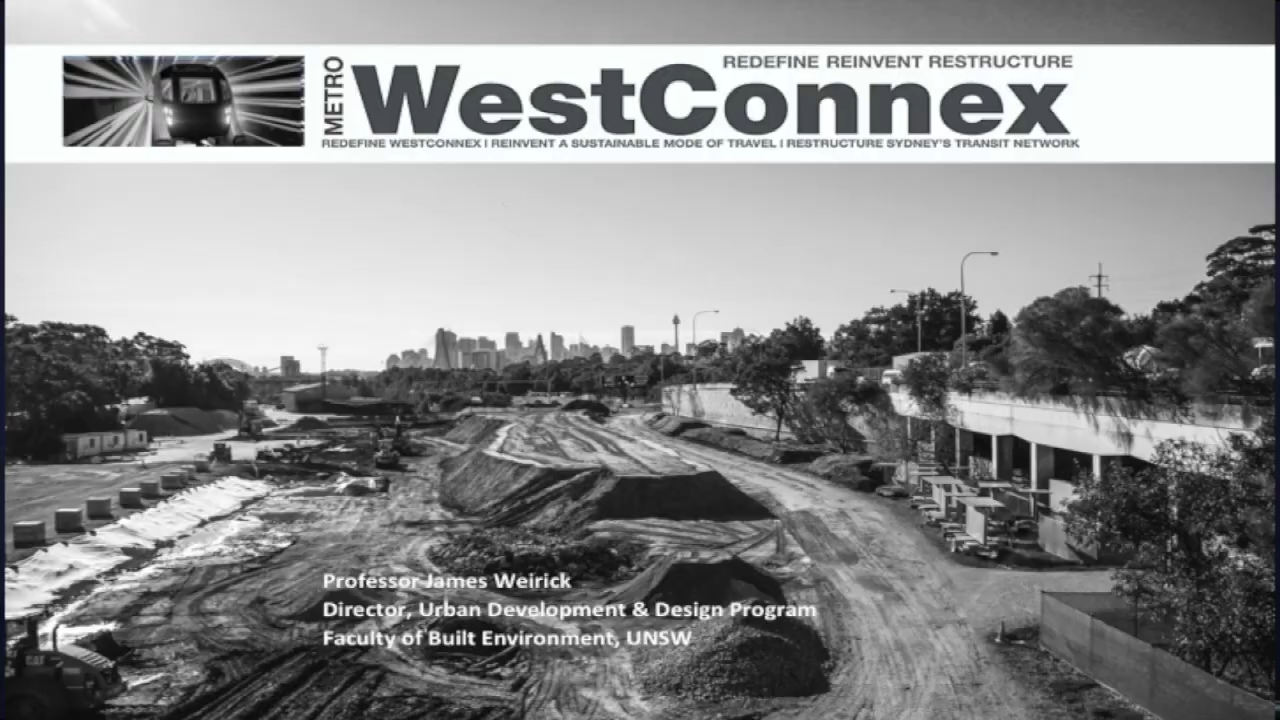 REDEFINE REINVENT RESTRUCTURE
METRO
WestConnex
REDEFINE WESTCONNEX | REINVENT A SUSTAINABLE MODE OF TRAVEL | RESTRUCTURE SYDNEY'S TRANSIT NETWORK
Professor James Weirick
Director, Urban Development & Design Program
Faculty of Built Environment, UNSW
CAT